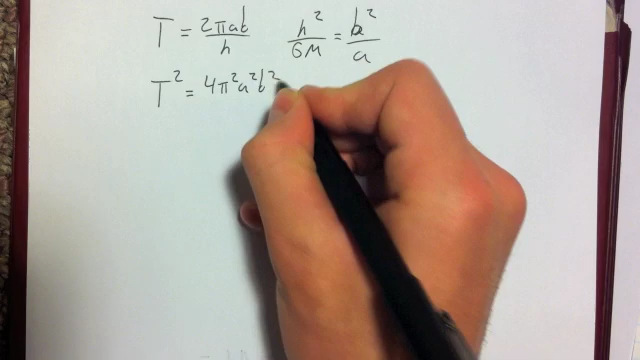 T = 2πab/h h²/GM = b²/a
T² = 4π²a²b²